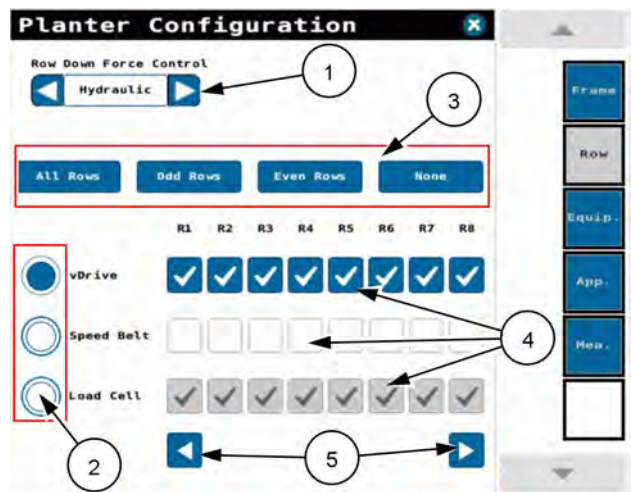 Planter Configuration
Row Down Force Control
Hydraulic
1
3
All Rows
Odd Rows
Even Rows
None
R1 R2 R3 R4 R5 R6 R7 R8
vDrive
Speed Belt
Load Cell
4
2
5
Frame
Row
Equip.
App.
Mea.